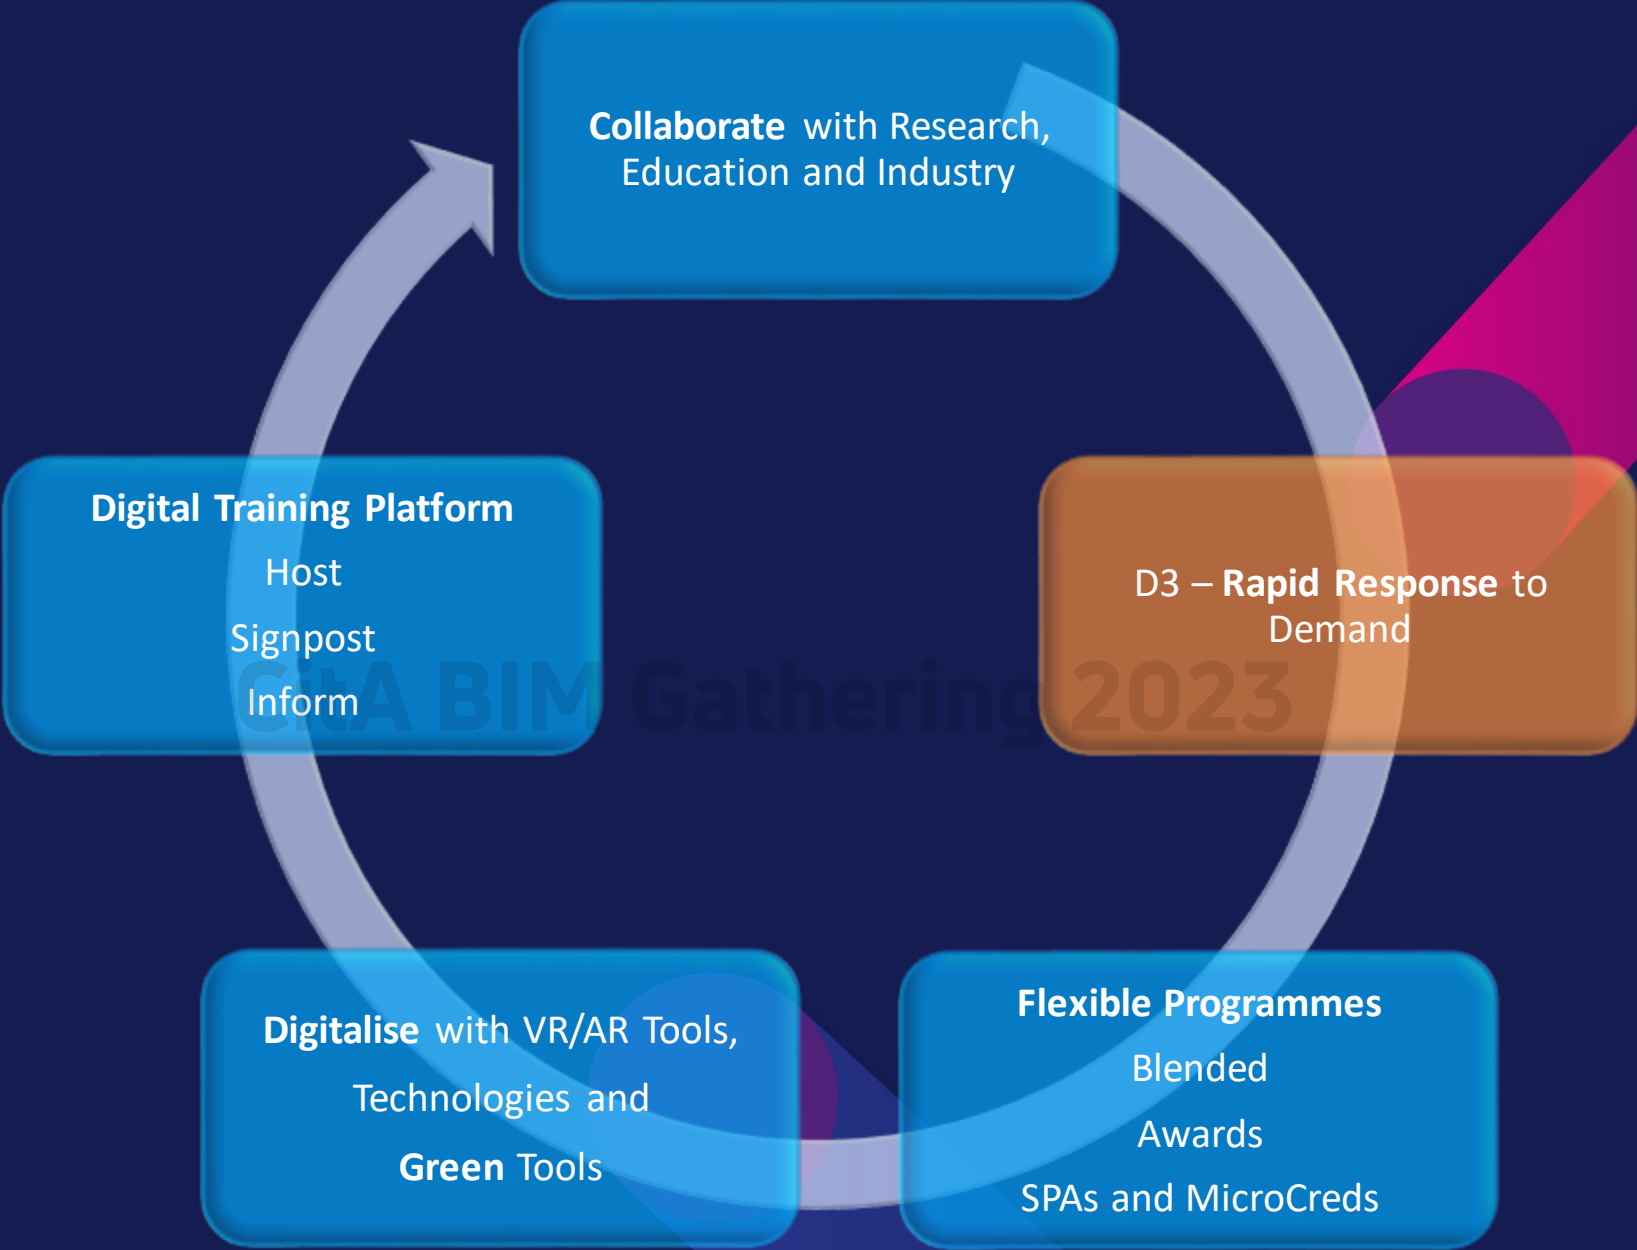 Collaborate with Research,
Education and Industry
D3 – Rapid Response to
Demand
Flexible Programmes
Blended
Awards
SPAs and MicroCreds
Digitalise with VR/AR Tools,
Technologies and
Green Tools
Digital Training Platform
Host
Signpost
Inform
CitA BIM Gathering 2023